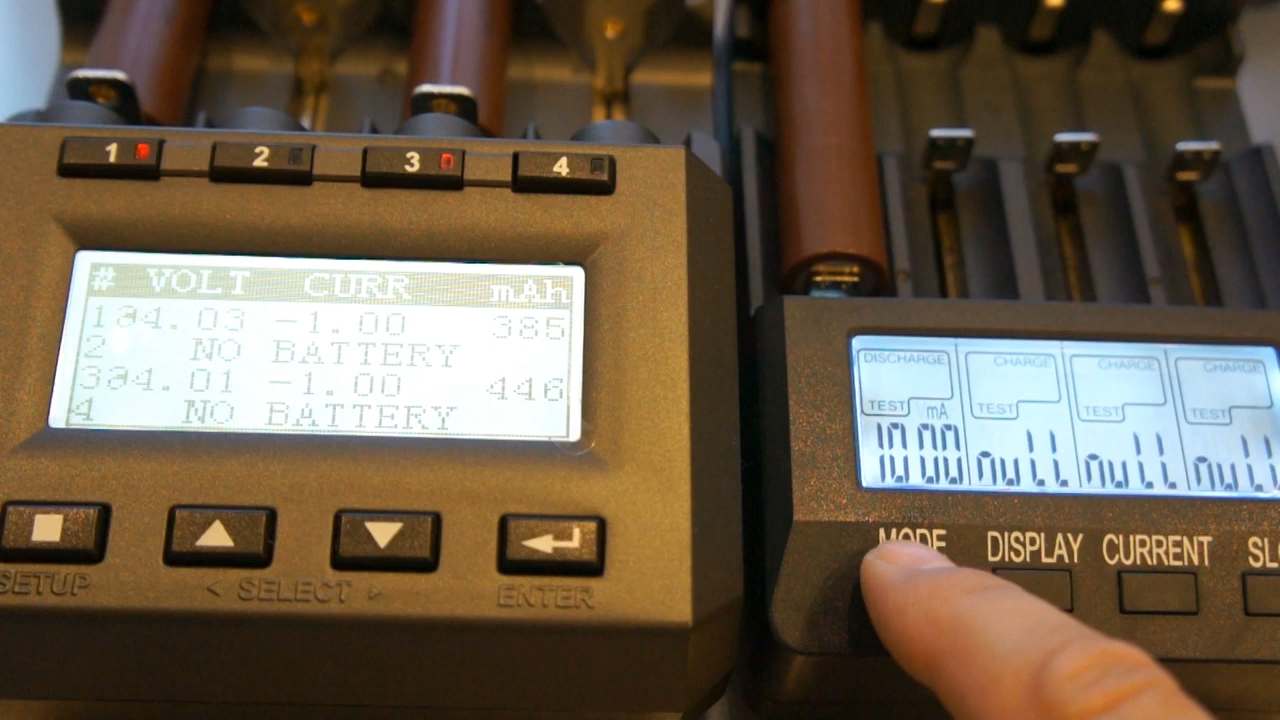 1 2 3 4
# VOLT CURR mAh
1 4.03 -1.00 385
2 NO BATTERY
3 4.01 -1.00 446
4 NO BATTERY
SETUP < SELECT > ENTER
DISCHARGE CHARGE CHARGE CHARGE
TEST TEST TEST TEST
mA
1000 null null null
MODE DISPLAY CURRENT SL